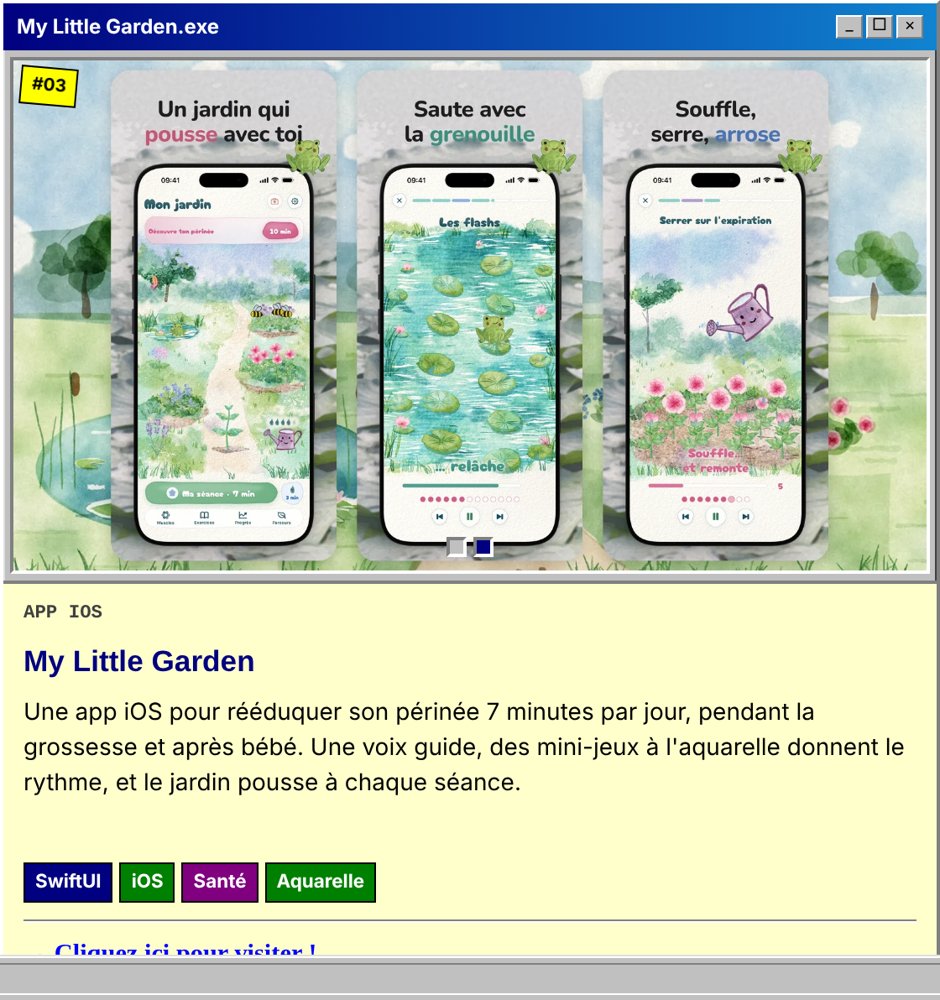 My Little Garden.exe
#03
Un jardin qui
pousse avec toi
09:41
Mon jardin
Découvre ton périnée
10 min
Ma séance · 7 min
3 min
Muscles
Exercices
Progrès
Parcours
Saute avec
la grenouille
09:41
Les flashs
... relâche
Souffle,
serre, arrose
09:41
Serrer sur l'expiration
Souffle...
et remonte
5
APP IOS
My Little Garden
Une app iOS pour rééduquer son périnée 7 minutes par jour, pendant la
grossesse et après bébé. Une voix guide, des mini-jeux à l'aquarelle donnent le
rythme, et le jardin pousse à chaque séance.
SwiftUI
iOS
Santé
Aquarelle
Cliquez ici pour visiter !